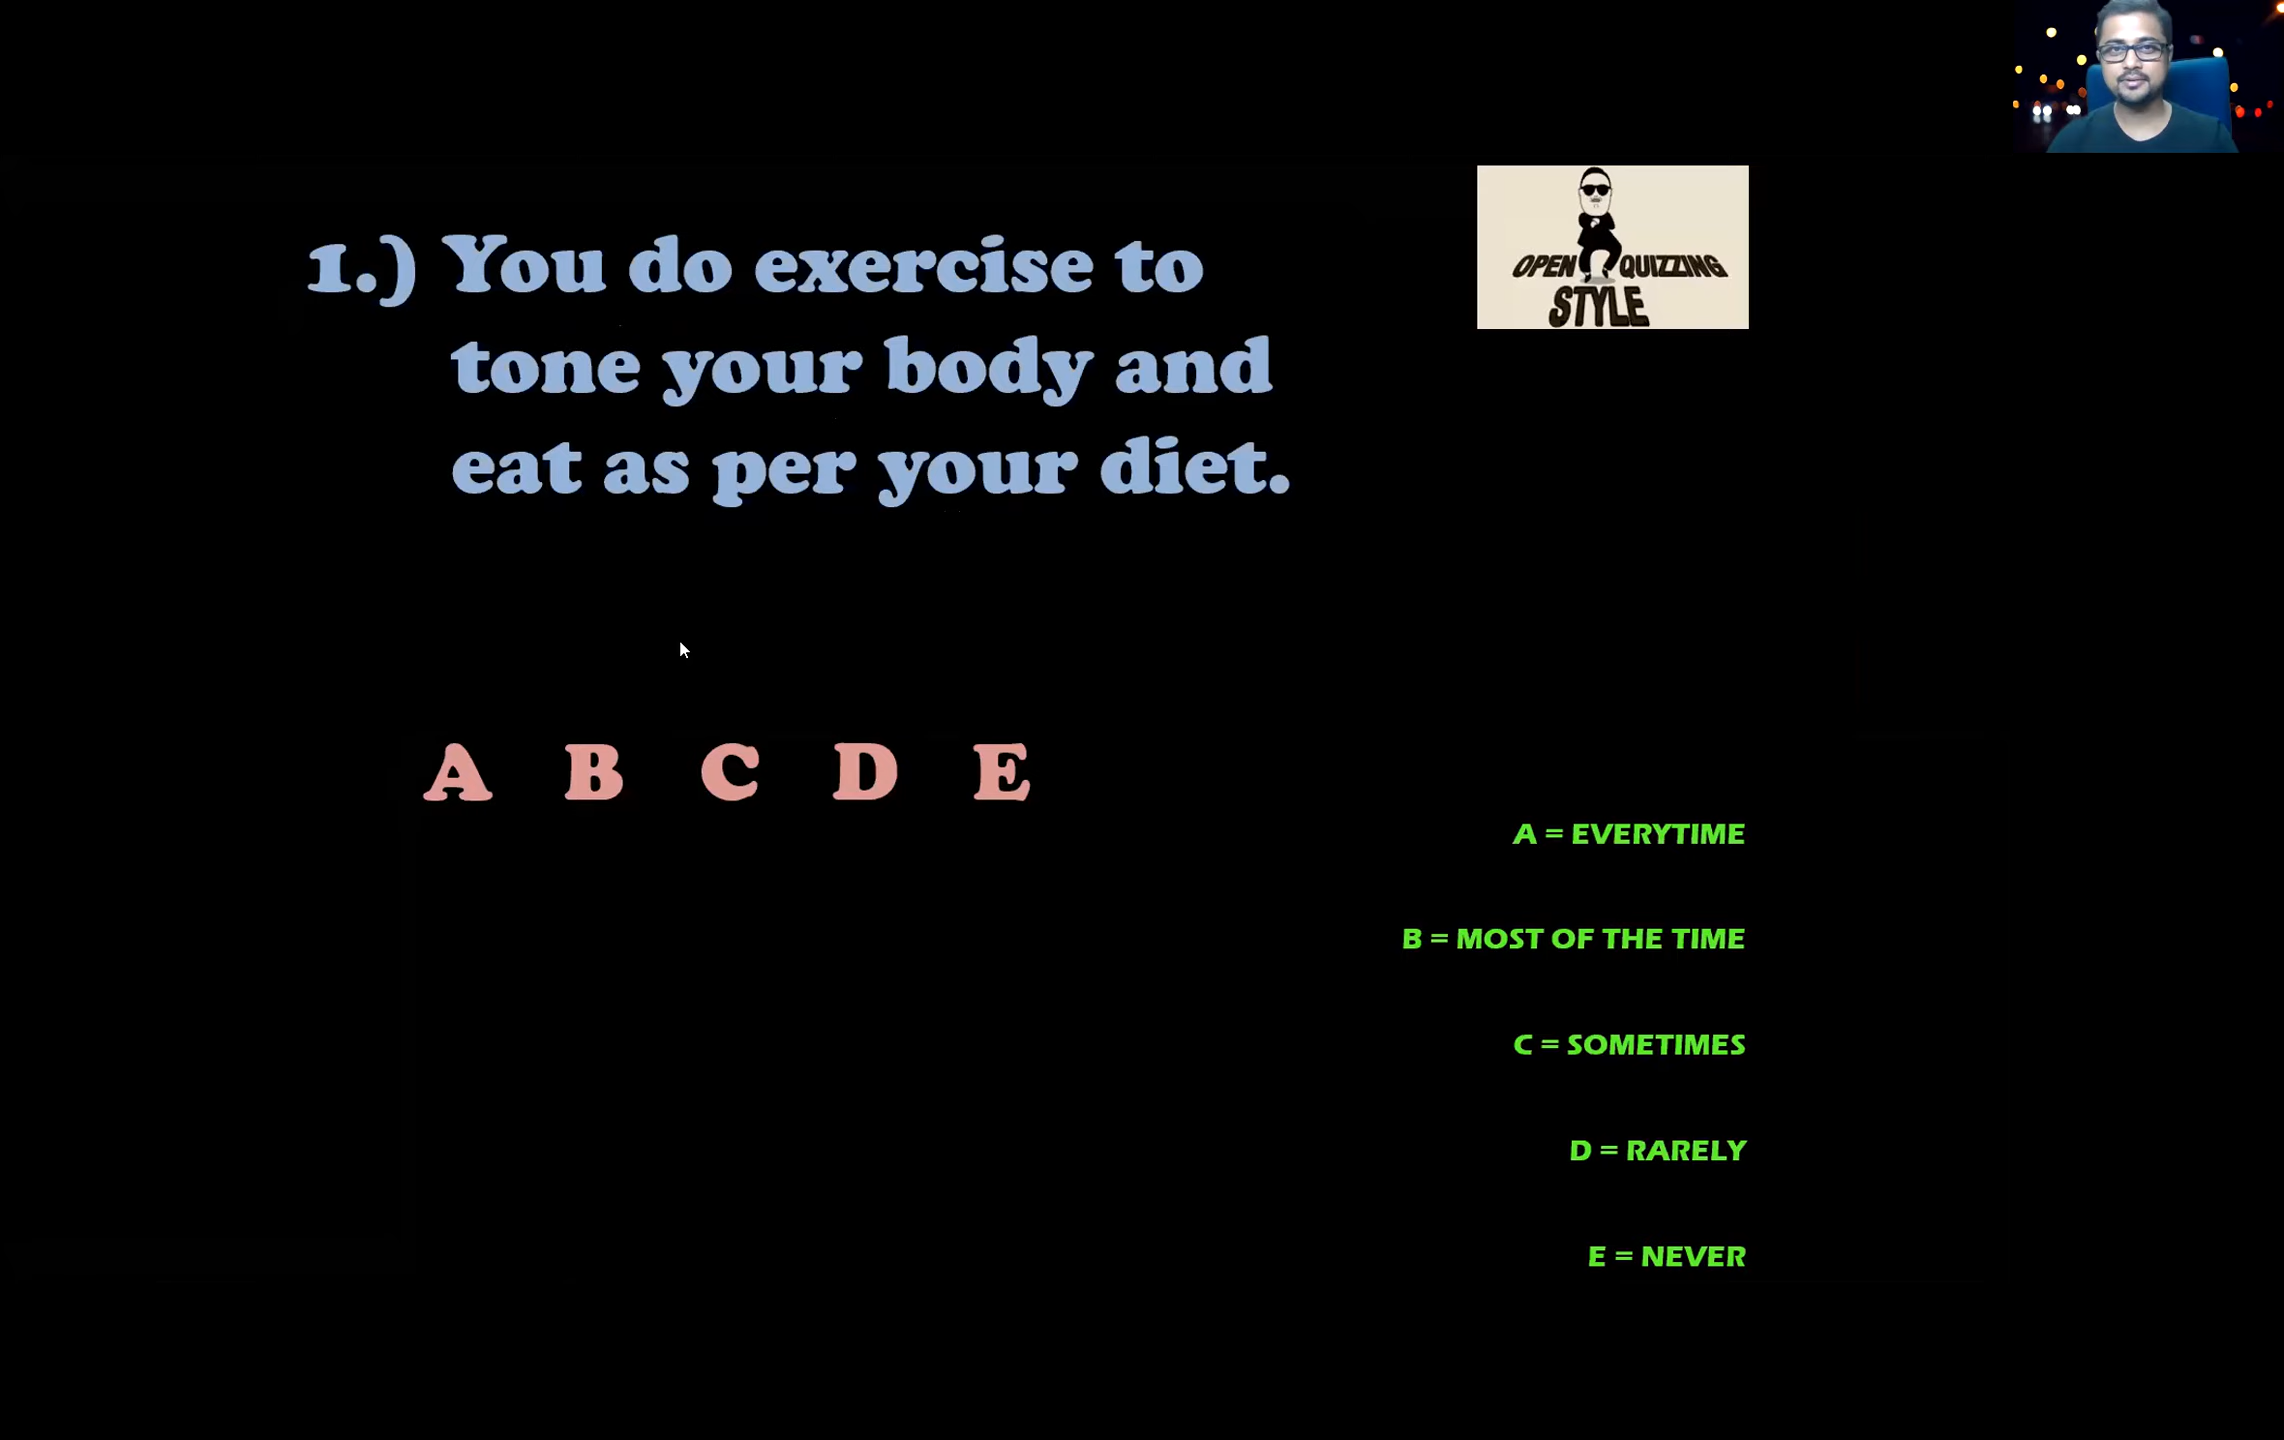 1.) You do exercise to
tone your body and
eat as per your diet.
OPEN QUIZZING
STYLE
A B C D E
A = EVERYTIME
B = MOST OF THE TIME
C = SOMETIMES
D = RARELY
E = NEVER